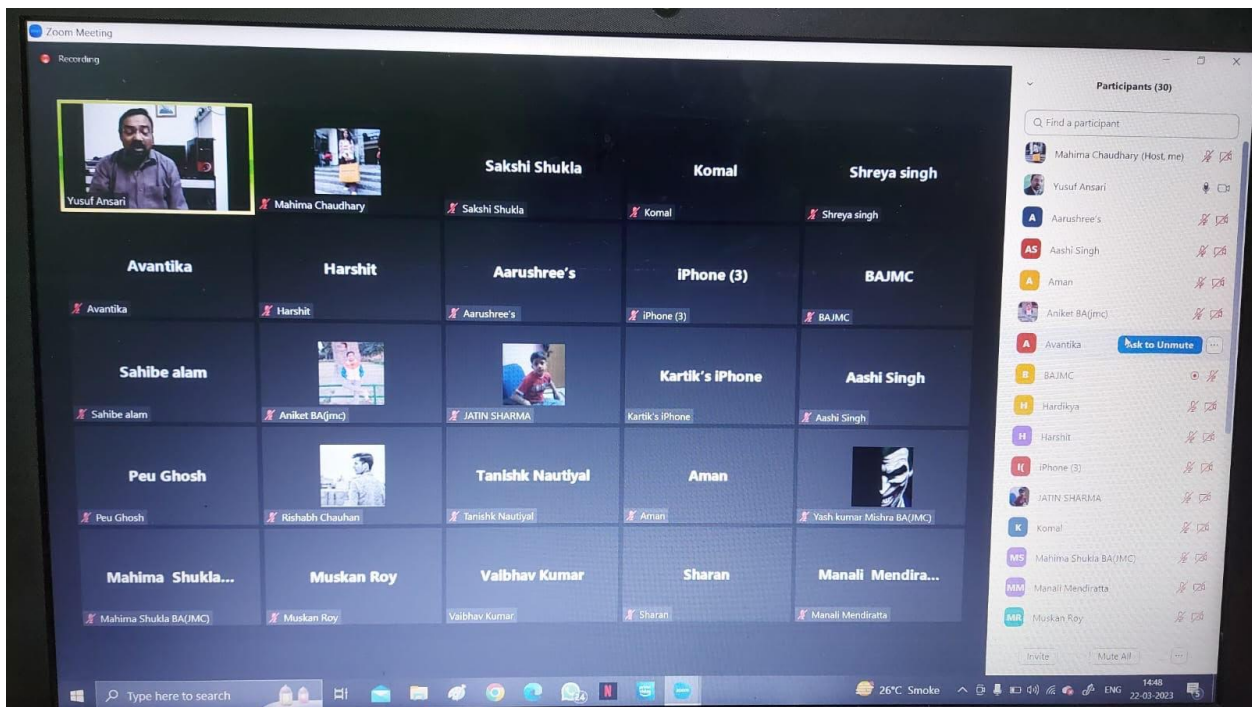 Zoom Meeting
Recording
Yusuf Ansari
Mahima Chaudhary
Sakshi Shukla
Sakshi Shukla
Komal
Komal
Shreya singh
Shreya singh
Avantika
Avantika
Harshit
Harshit
Aarushree's
Aarushree's
iPhone (3)
iPhone (3)
BAJMC
BAJMC
Sahibe alam
Sahibe alam
Aniket BA(jmc)
JATIN SHARMA
Kartik's iPhone
Kartik's iPhone
Aashi Singh
Aashi Singh
Peu Ghosh
Peu Ghosh
Rishabh Chauhan
Tanishk Nautiyal
Tanishk Nautiyal
Aman
Aman
Yash kumar Mishra BA(JMC)
Mahima Shukla...
Mahima Shukla BA(JMC)
Muskan Roy
Muskan Roy
Vaibhav Kumar
Vaibhav Kumar
Sharan
Sharan
Manali Mendira...
Manali Mendiratta
Participants (30)
Find a participant
Mahima Chaudhary (Host, me)
Yusuf Ansari
A Aarushree's
AS Aashi Singh
A Aman
Aniket BA(jmc)
A Avantika Ask to Unmute
B BAJMC
H Hardikya
H Harshit
I( iPhone (3)
JATIN SHARMA
K Komal
MS Mahima Shukla BA(JMC)
MM Manali Mendiratta
MR Muskan Roy
Invite Mute All
Type here to search
26°C Smoke ENG 14:48
22-03-2023